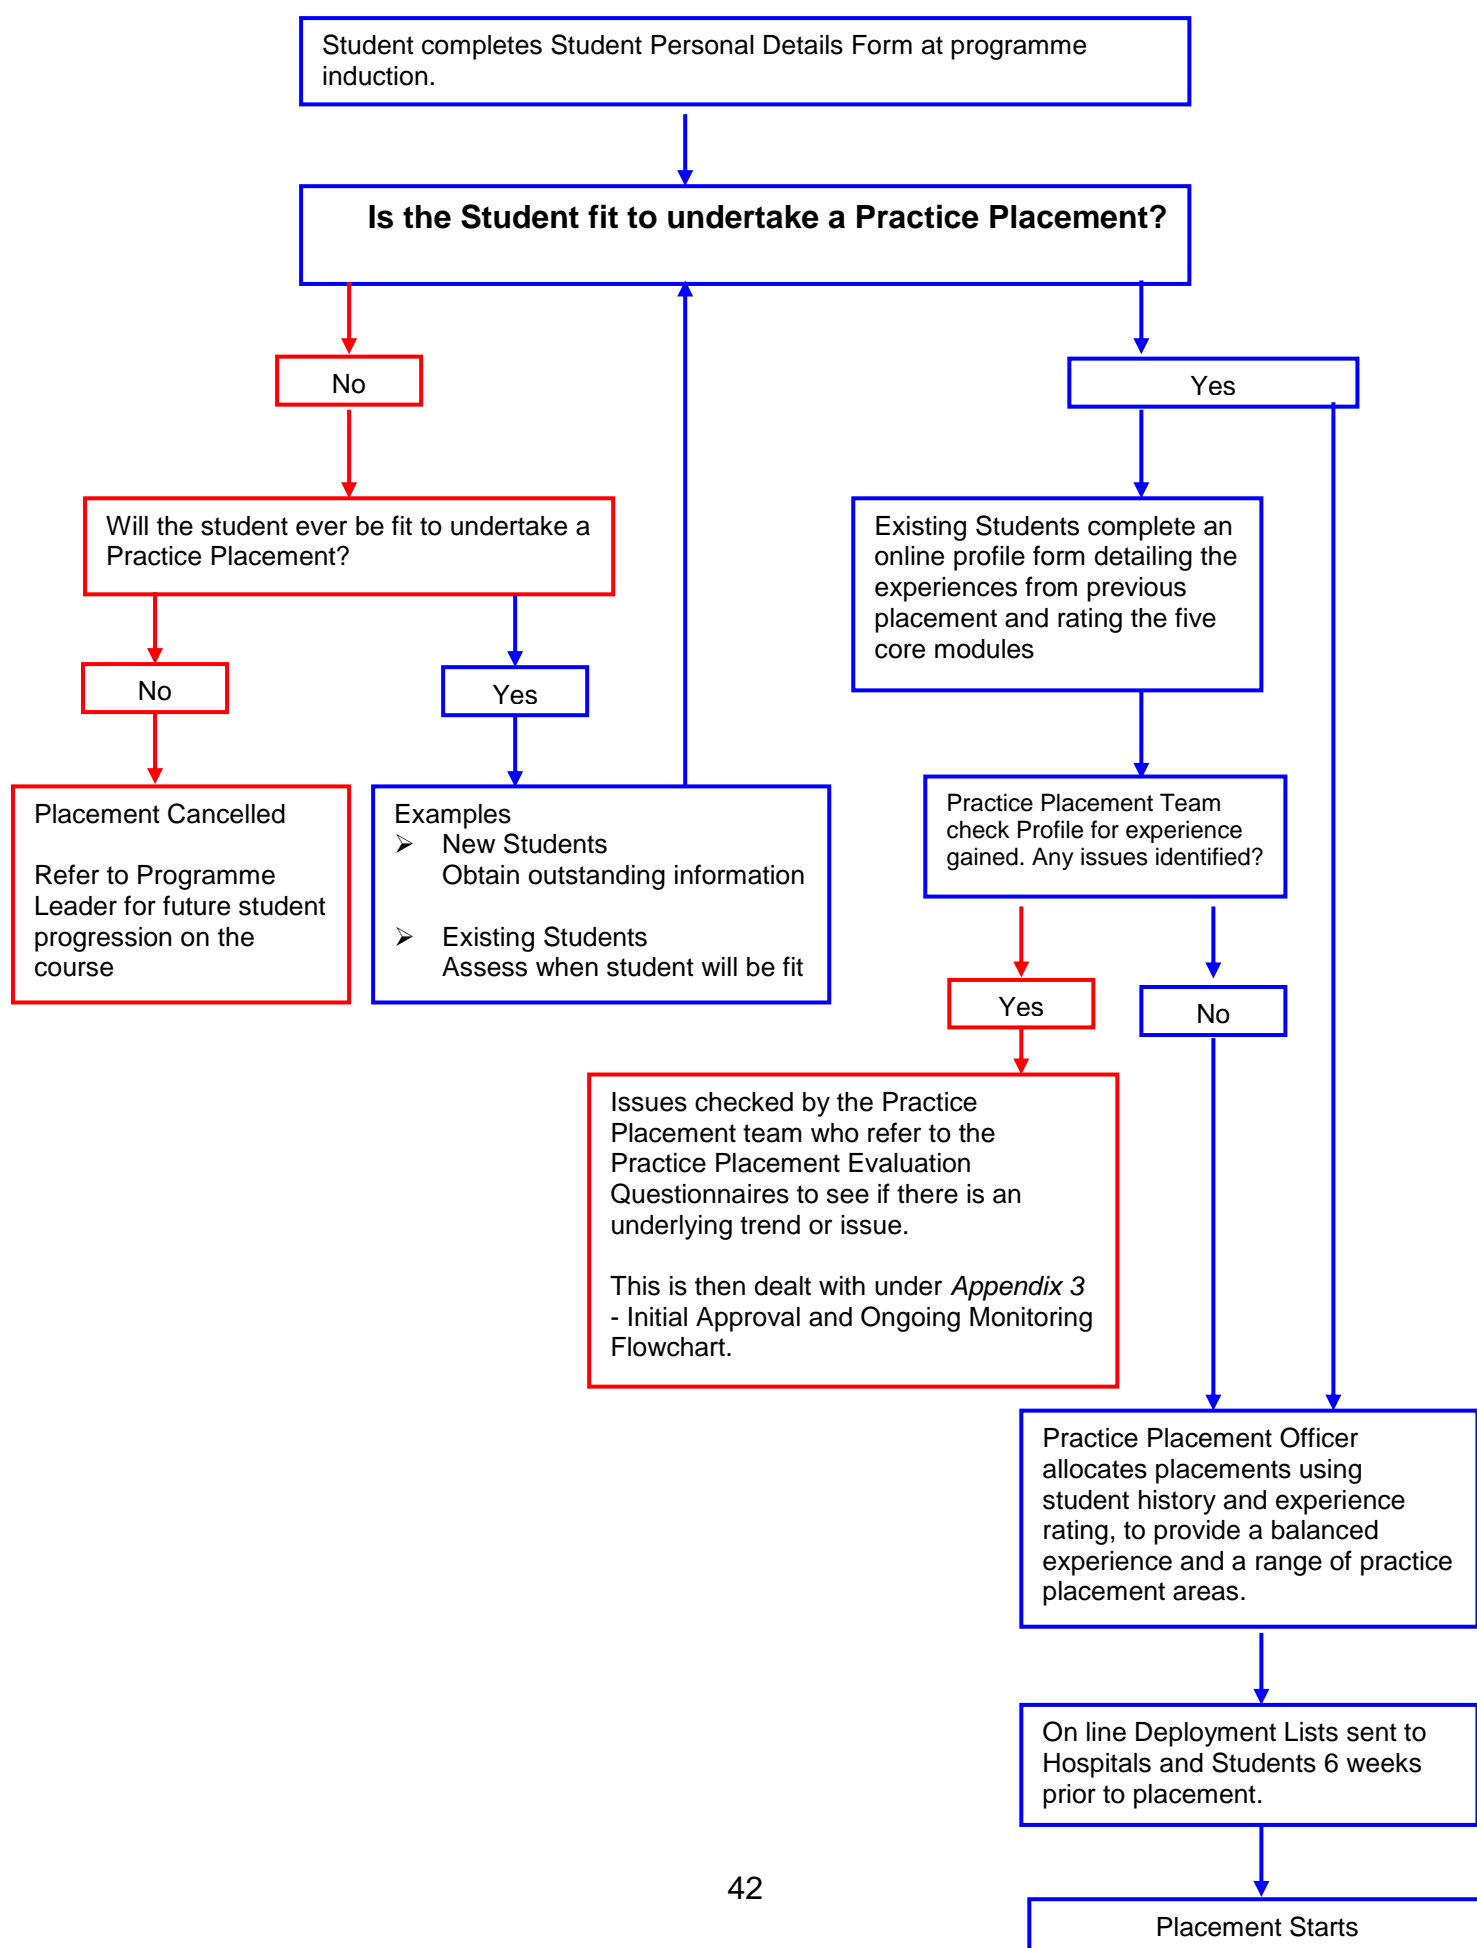 Student completes Student Personal Details Form at programme
induction.
Is the Student fit to undertake a Practice Placement?
No
Yes
Will the student ever be fit to undertake a
Practice Placement?
Existing Students complete an
online profile form detailing the
experiences from previous
placement and rating the five
core modules
No
Yes
Placement Cancelled
Refer to Programme
Leader for future student
progression on the
course
Examples
➢ New Students
Obtain outstanding information
➢ Existing Students
Assess when student will be fit
Practice Placement Team
check Profile for experience
gained. Any issues identified?
Yes
No
Issues checked by the Practice
Placement team who refer to the
Practice Placement Evaluation
Questionnaires to see if there is an
underlying trend or issue.
This is then dealt with under Appendix 3
- Initial Approval and Ongoing Monitoring
Flowchart.
Practice Placement Officer
allocates placements using
student history and experience
rating, to provide a balanced
experience and a range of practice
placement areas.
On line Deployment Lists sent to
Hospitals and Students 6 weeks
prior to placement.
42
Placement Starts